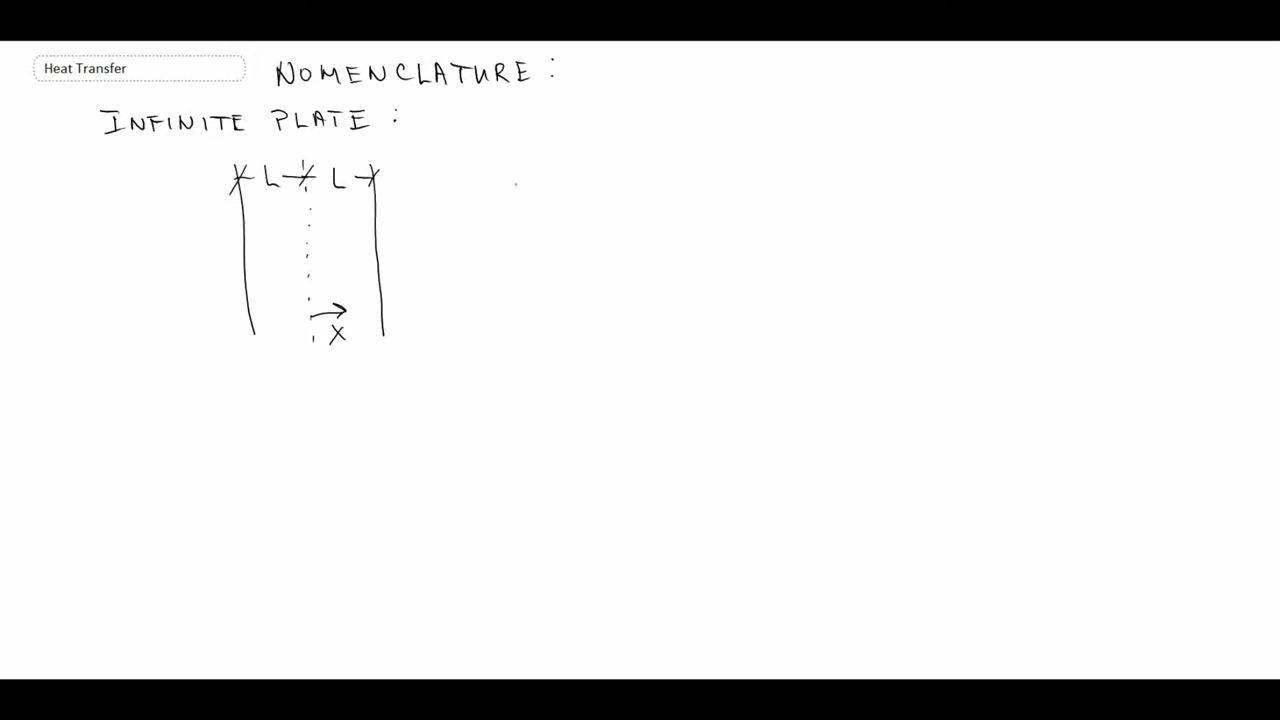 Heat Transfer
NOMENCLATURE :
INFINITE PLATE :
L L
X